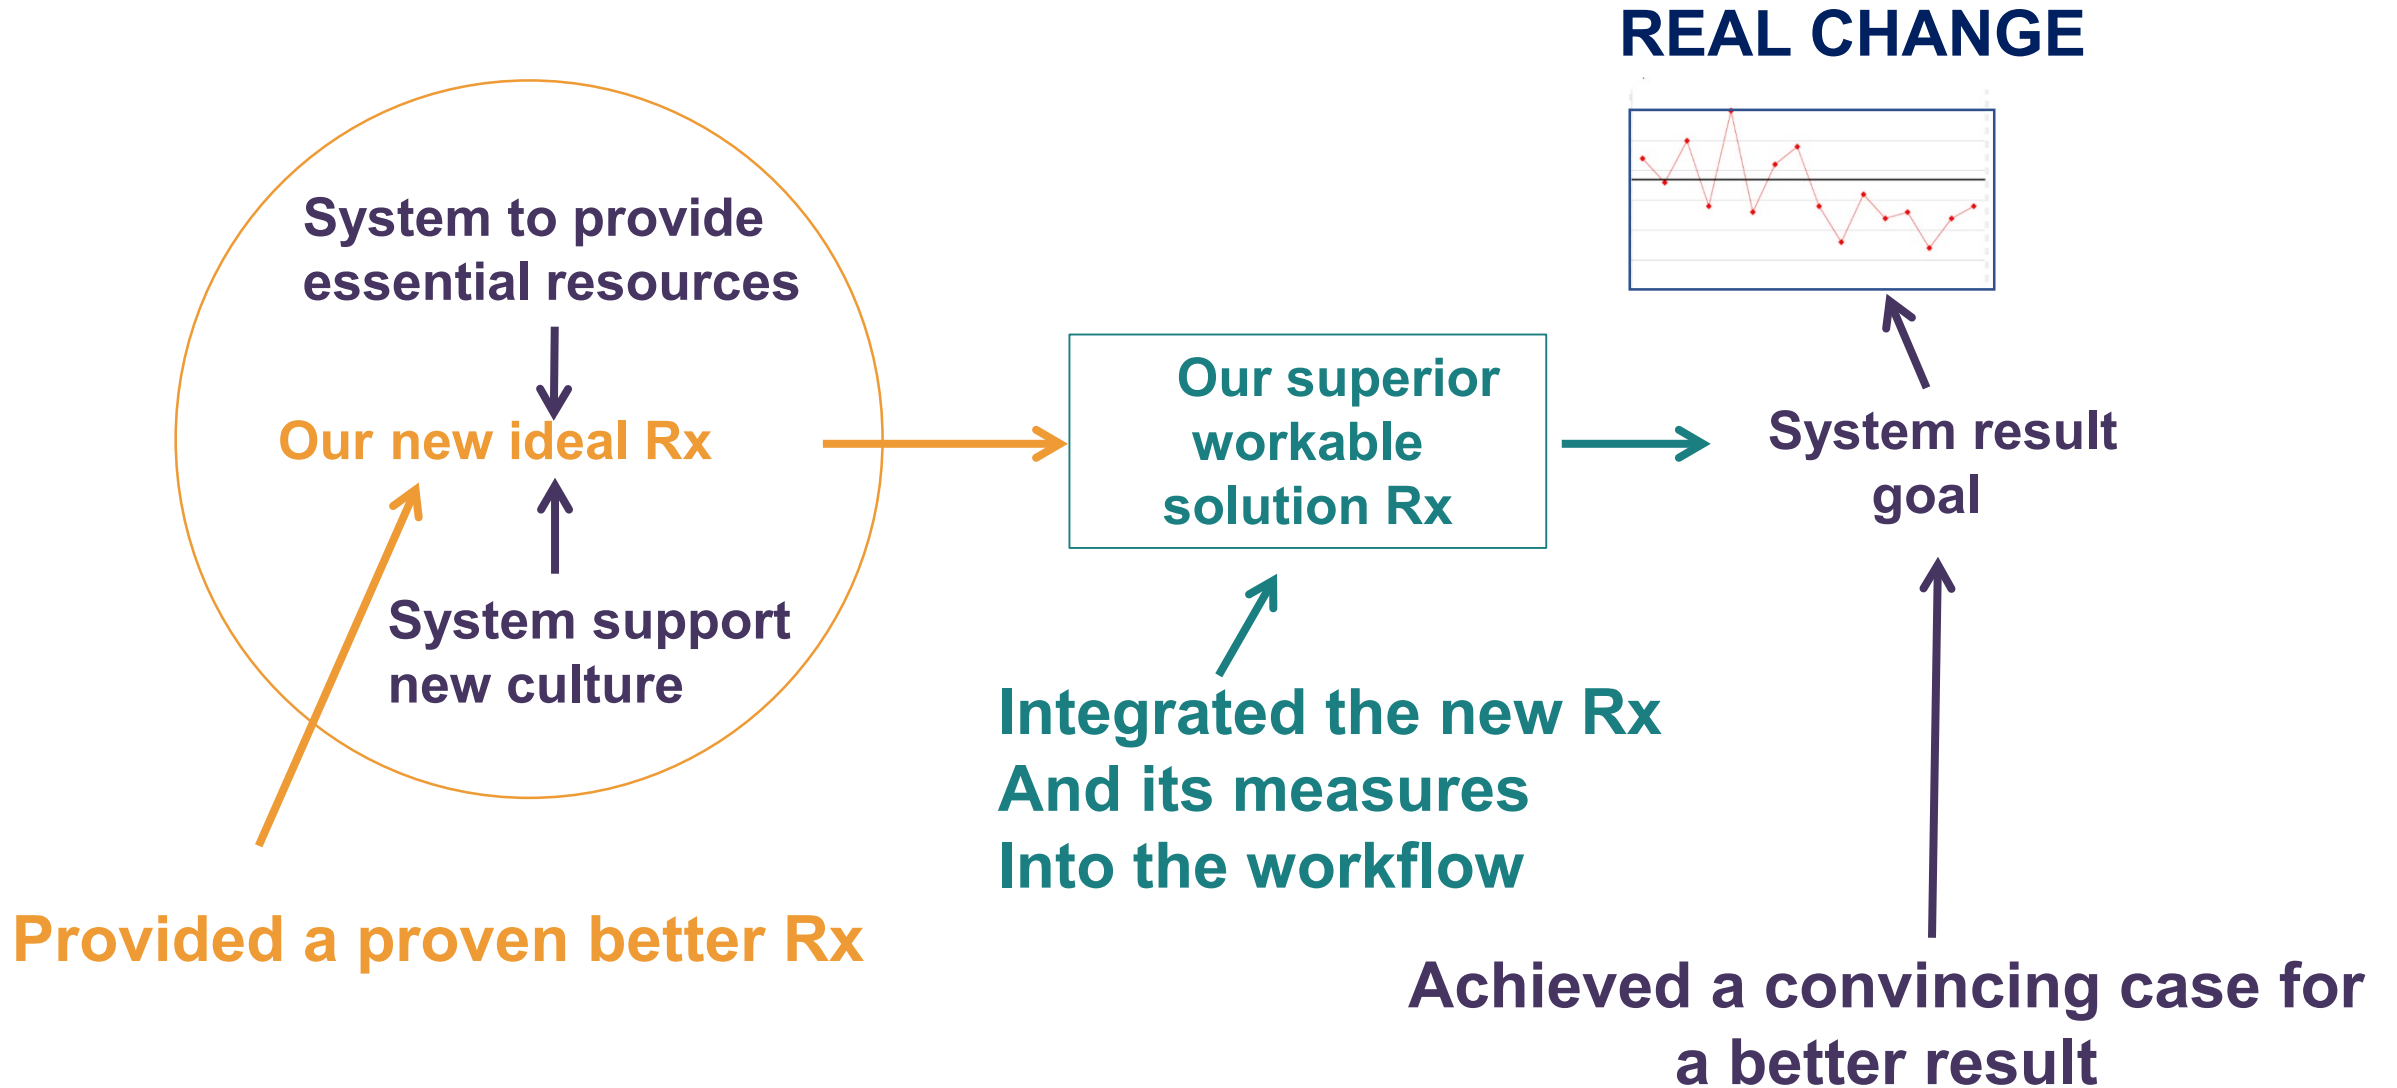 REAL CHANGE
System to provide
essential resources
Our new ideal Rx
System support
new culture
Provided a proven better Rx
Our superior
workable
solution Rx
Integrated the new Rx
And its measures
Into the workflow
System result
goal
Achieved a convincing case for
a better result